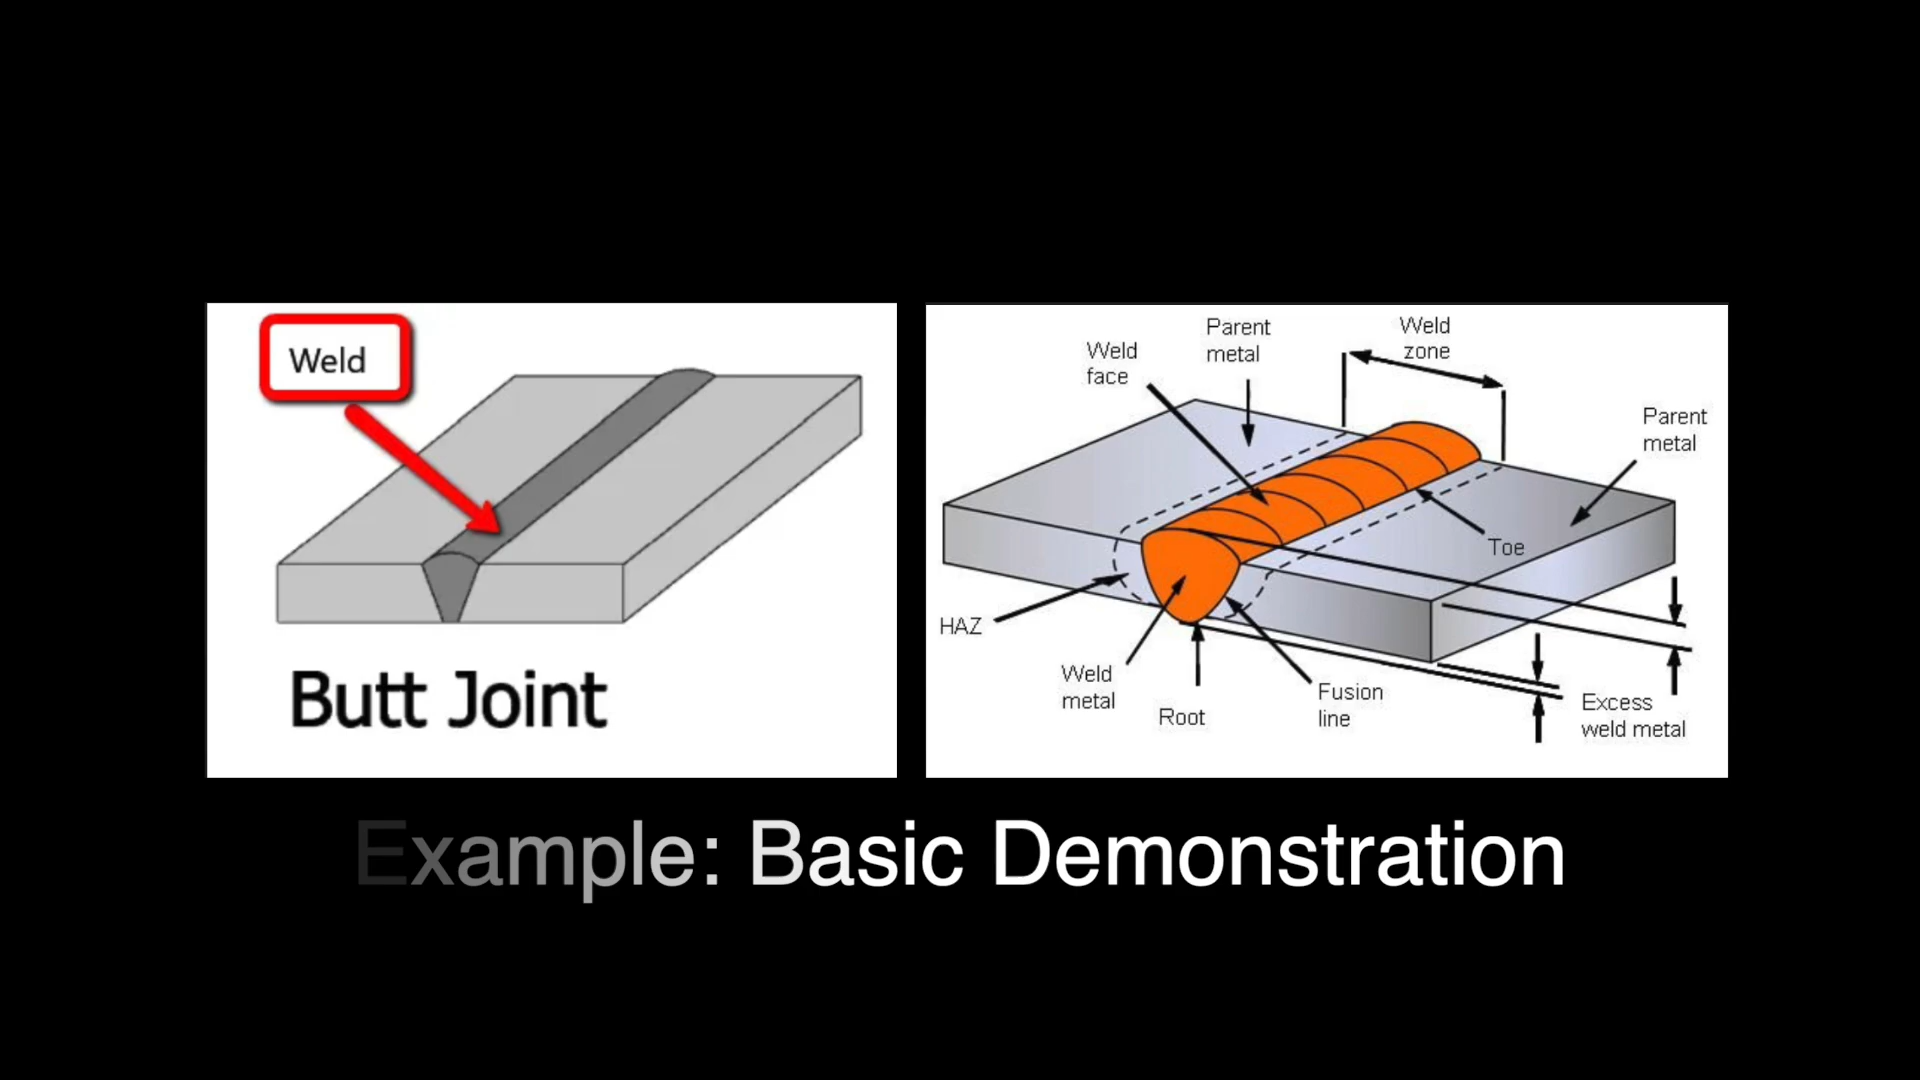 Weld
Butt Joint
Weld
face
Parent
metal
Weld
zone
Parent
metal
Toe
HAZ
Weld
metal
Root
Fusion
line
Excess
weld metal
Example: Basic Demonstration